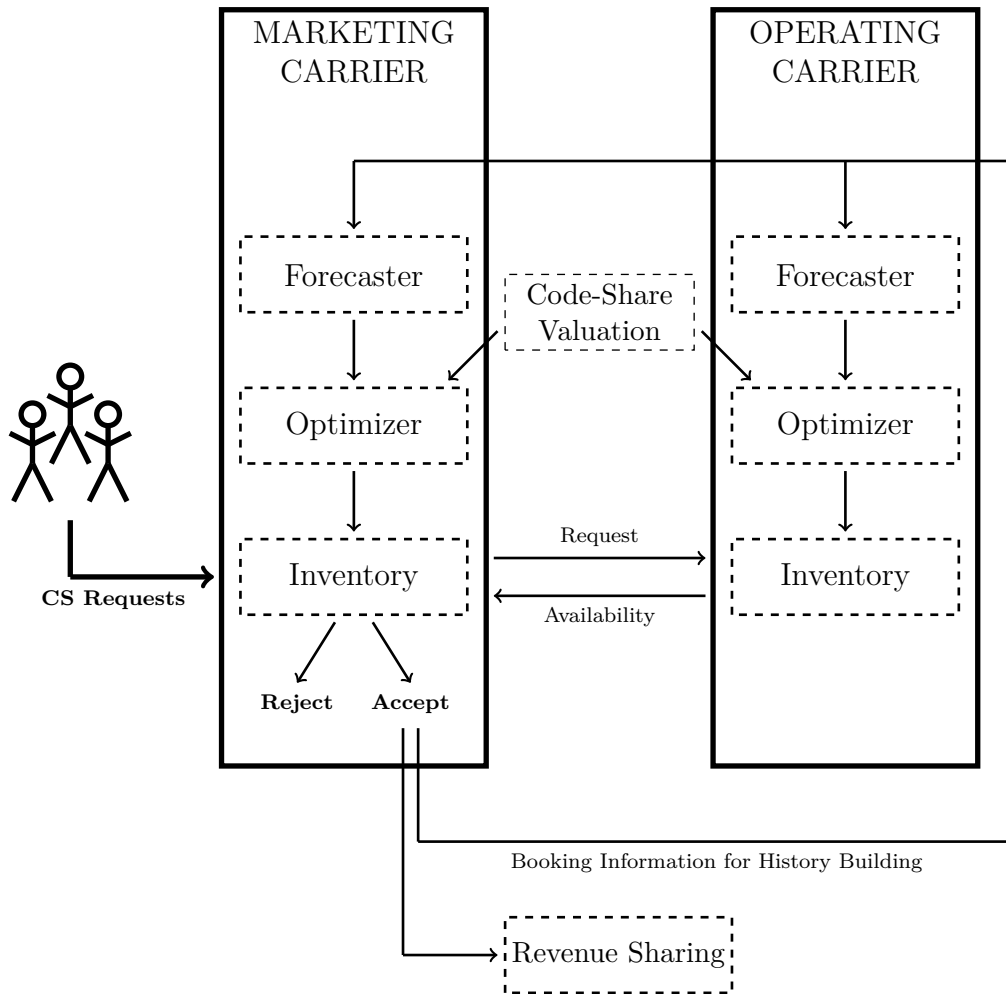 MARKETING
CARRIER
OPERATING
CARRIER
Forecaster
Code-Share
Valuation
Forecaster
Optimizer
Optimizer
Request
Inventory
Inventory
CS Requests
Availability
Reject
Accept
Booking Information for History Building
Revenue Sharing